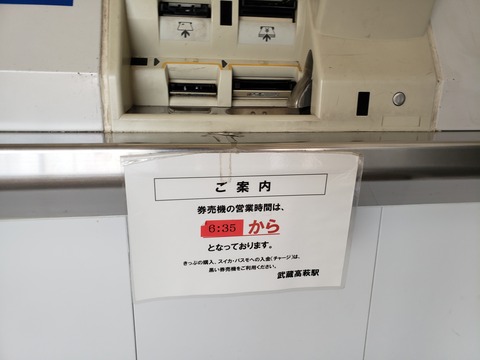 ご案内
券売機の営業時間は、
6:35 から
となっております。
きっぷの購入、スイカ・パスモへの入金(チャージ)は、
黒い券売機をご利用ください。
武蔵高萩駅